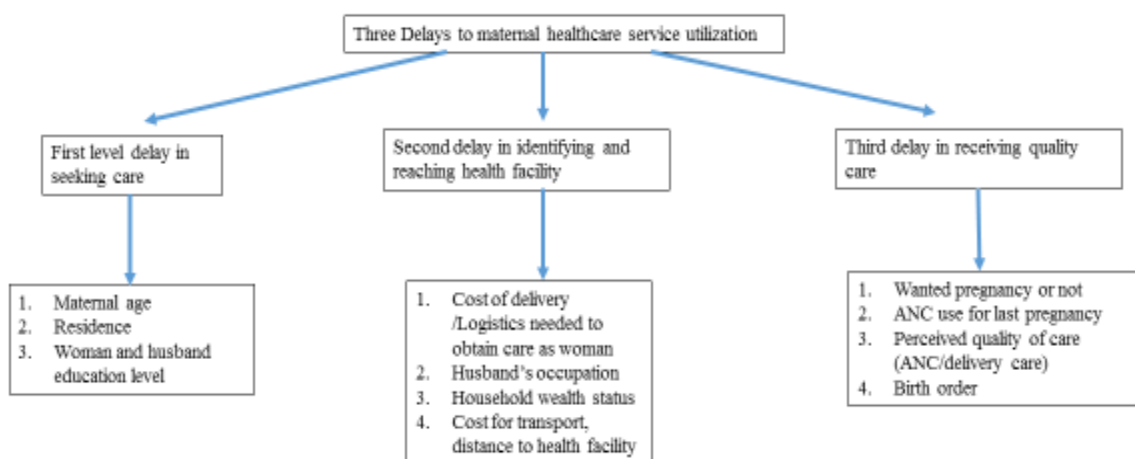 Three Delays to maternal healthcare service utilization
First level delay in
seeking care
Second delay in identifying and
reaching health facility
Third delay in receiving quality
care
1. Maternal age
2. Residence
3. Woman and husband
education level
1. Cost of delivery
/Logistics needed to
obtain care as woman
2. Husband's occupation
3. Household wealth status
4. Cost for transport,
distance to health facility
1. Wanted pregnancy or not
2. ANC use for last pregnancy
3. Perceived quality of care
(ANC/delivery care)
4. Birth order